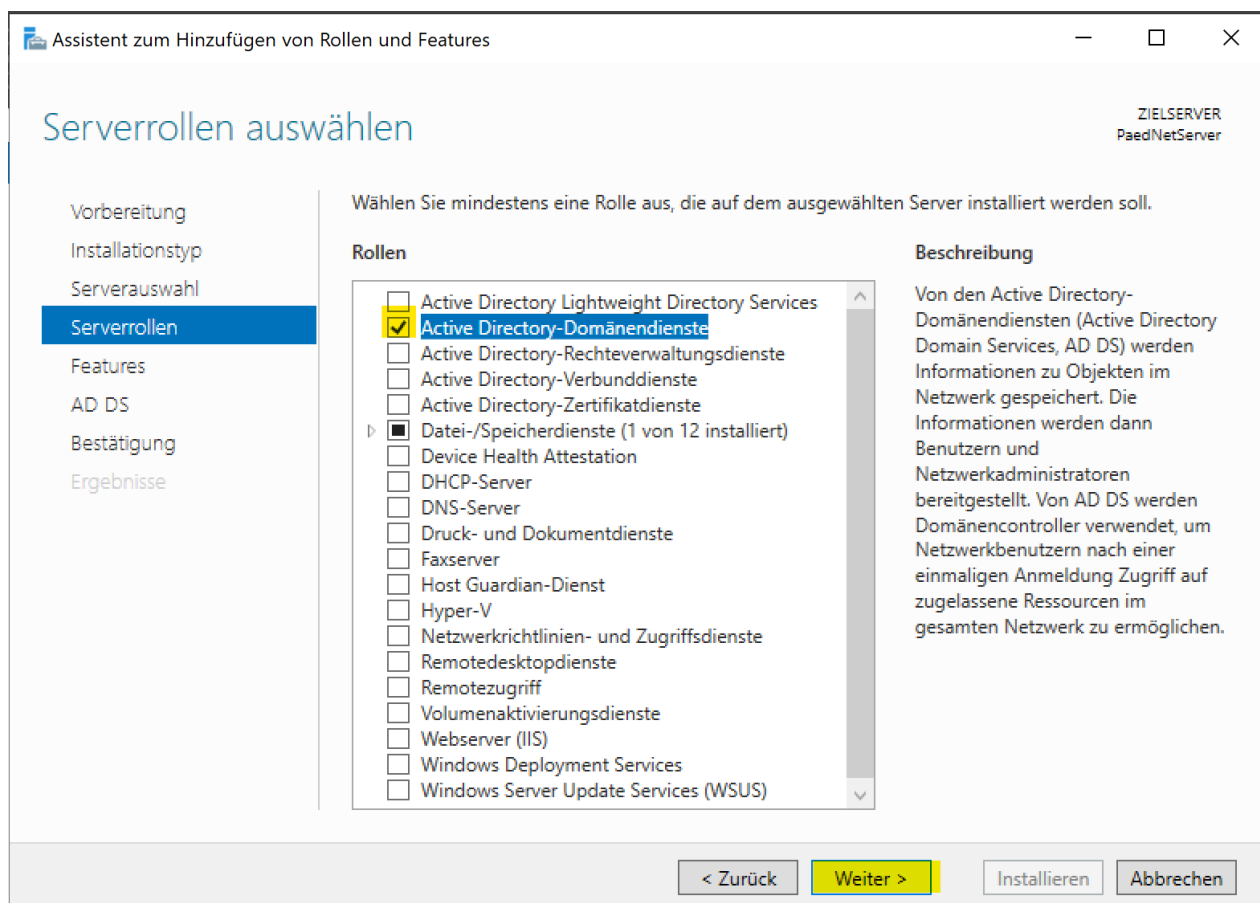 Assistent zum Hinzufügen von Rollen und Features
Serverrollen auswählen
ZIELSERVER
PaedNetServer
Vorbereitung
Installationstyp
Serverauswahl
Serverrollen
Features
AD DS
Bestätigung
Ergebnisse
Wählen Sie mindestens eine Rolle aus, die auf dem ausgewählten Server installiert werden soll.
Rollen
Active Directory Lightweight Directory Services
Active Directory-Domänendienste
Active Directory-Rechteverwaltungsdienste
Active Directory-Verbunddienste
Active Directory-Zertifikatdienste
Datei-/Speicherdienste (1 von 12 installiert)
Device Health Attestation
DHCP-Server
DNS-Server
Druck- und Dokumentdienste
Faxserver
Host Guardian-Dienst
Hyper-V
Netzwerkrichtlinien- und Zugriffsdienste
Remotedesktopdienste
Remotezugriff
Volumenaktivierungsdienste
Webserver (IIS)
Windows Deployment Services
Windows Server Update Services (WSUS)
Beschreibung
Von den Active Directory-
Domänendiensten (Active Directory
Domain Services, AD DS) werden
Informationen zu Objekten im
Netzwerk gespeichert. Die
Informationen werden dann
Benutzern und
Netzwerkadministratoren
bereitgestellt. Von AD DS werden
Domänencontroller verwendet, um
Netzwerkbenutzern nach einer
einmaligen Anmeldung Zugriff auf
zugelassene Ressourcen im
gesamten Netzwerk zu ermöglichen.
< Zurück
Weiter >
Installieren
Abbrechen